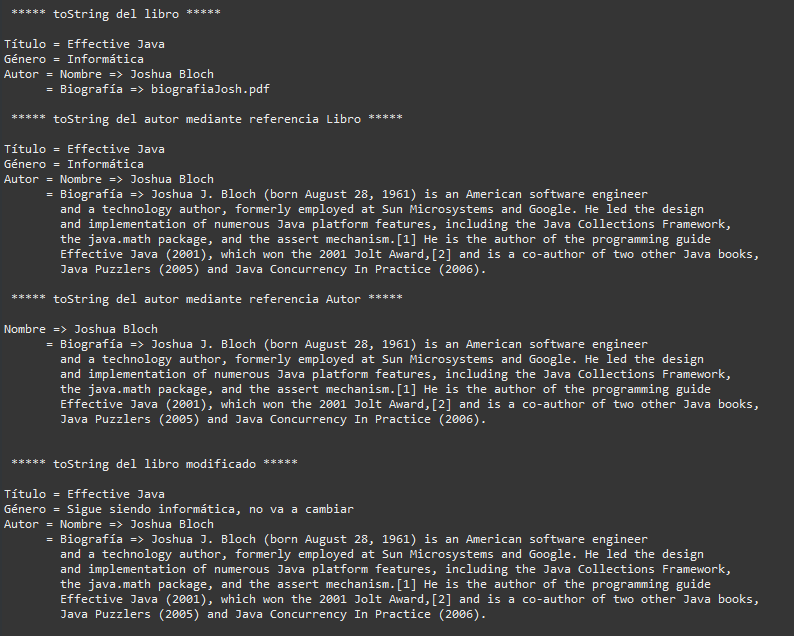 ***** toString del libro *****
Título = Effective Java
Género = Informática
Autor = Nombre => Joshua Bloch
= Biografía => biografiaJosh.pdf
***** toString del autor mediante referencia Libro *****
Título = Effective Java
Género = Informática
Autor = Nombre => Joshua Bloch
= Biografía => Joshua J. Bloch (born August 28, 1961) is an American software engineer
and a technology author, formerly employed at Sun Microsystems and Google. He led the design
and implementation of numerous Java platform features, including the Java Collections Framework,
the java.math package, and the assert mechanism.[1] He is the author of the programming guide
Effective Java (2001), which won the 2001 Jolt Award,[2] and is a co-author of two other Java books,
Java Puzzlers (2005) and Java Concurrency In Practice (2006).
***** toString del autor mediante referencia Autor *****
Nombre => Joshua Bloch
= Biografía => Joshua J. Bloch (born August 28, 1961) is an American software engineer
and a technology author, formerly employed at Sun Microsystems and Google. He led the design
and implementation of numerous Java platform features, including the Java Collections Framework,
the java.math package, and the assert mechanism.[1] He is the author of the programming guide
Effective Java (2001), which won the 2001 Jolt Award,[2] and is a co-author of two other Java books,
Java Puzzlers (2005) and Java Concurrency In Practice (2006).
***** toString del libro modificado *****
Título = Effective Java
Género = Sigue siendo informática, no va a cambiar
Autor = Nombre => Joshua Bloch
= Biografía => Joshua J. Bloch (born August 28, 1961) is an American software engineer
and a technology author, formerly employed at Sun Microsystems and Google. He led the design
and implementation of numerous Java platform features, including the Java Collections Framework,
the java.math package, and the assert mechanism.[1] He is the author of the programming guide
Effective Java (2001), which won the 2001 Jolt Award,[2] and is a co-author of two other Java books,
Java Puzzlers (2005) and Java Concurrency In Practice (2006).